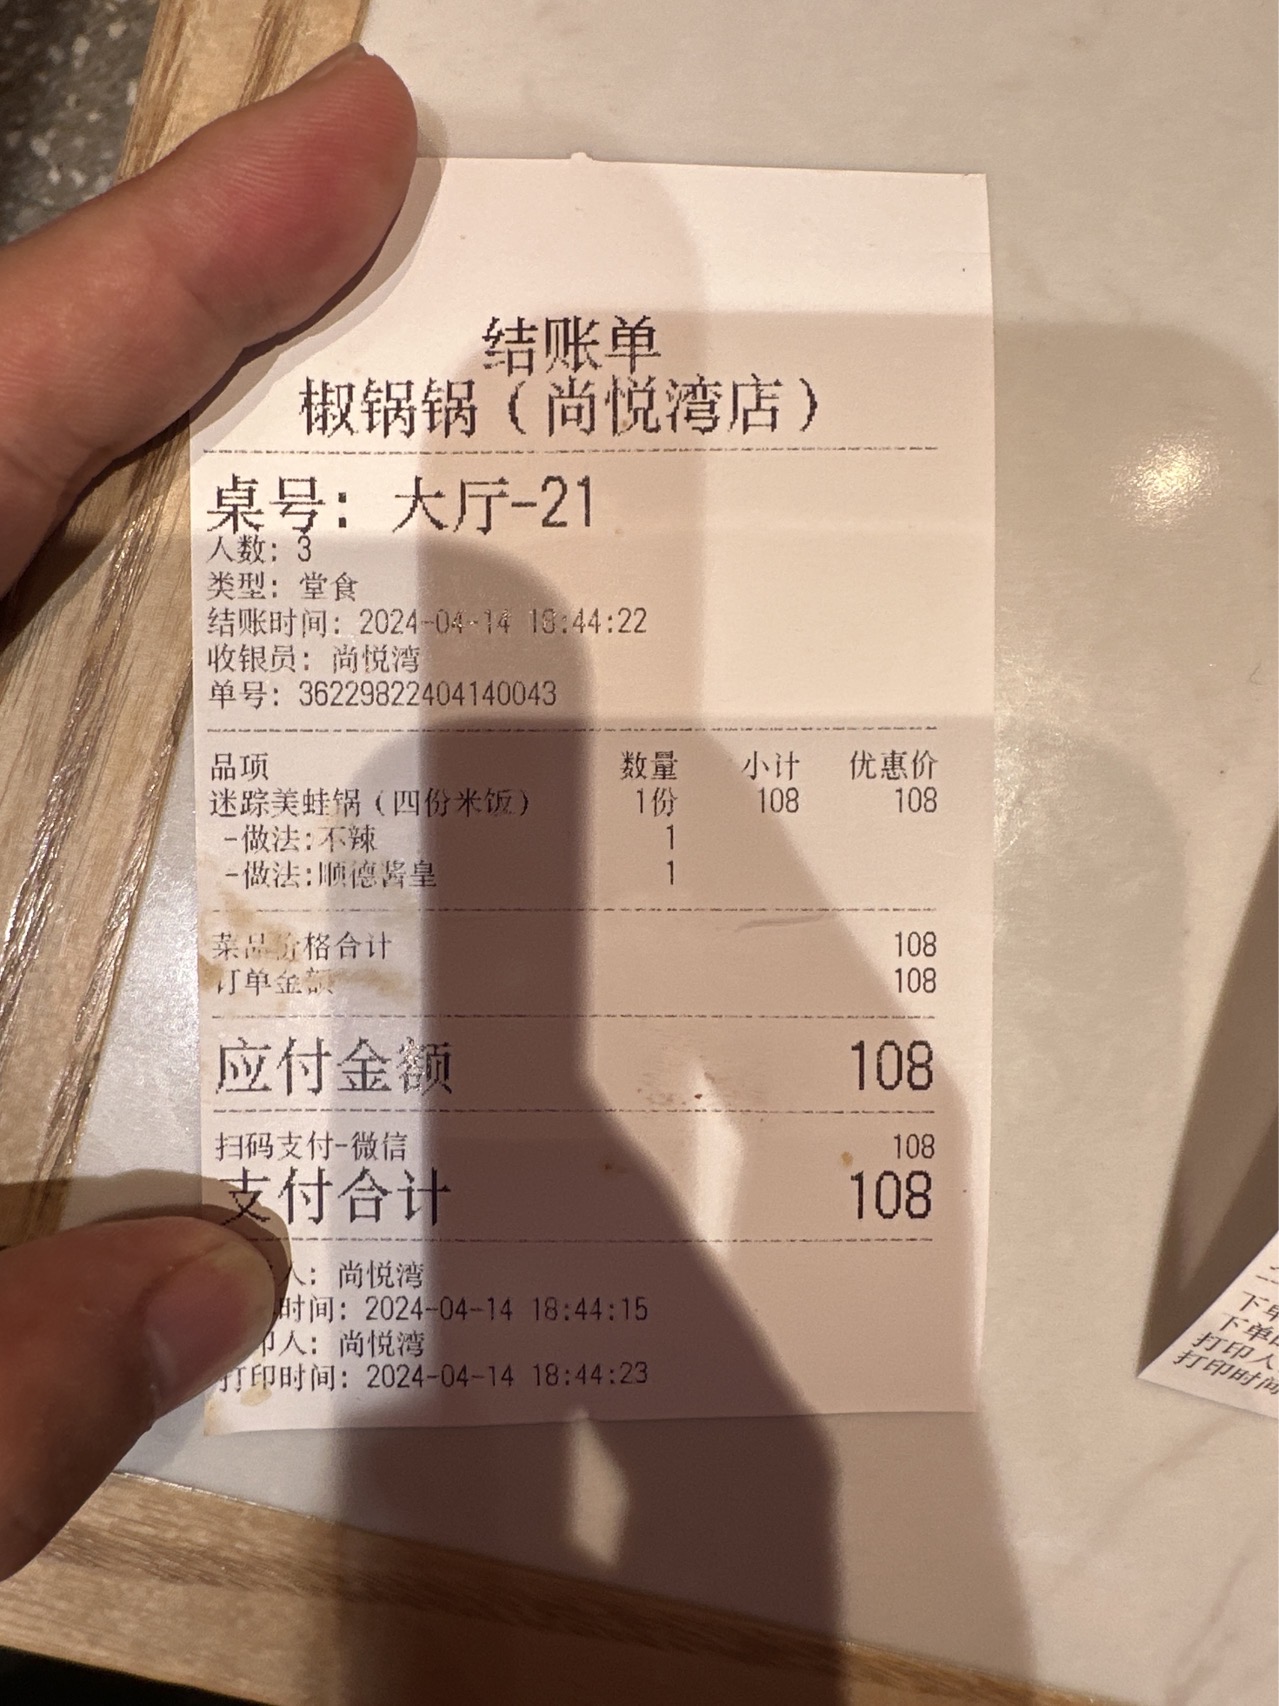 结账单
椒锅锅（尚悦湾店）
桌号: 大厅-21
人数: 3
类型: 堂食
结账时间: 2024-04-14 18:44:22
收银员: 尚悦湾
单号: 36229822404140043
品项 数量 小计 优惠价
迷踪美蛙锅（四份米饭） 1份 108 108
-做法:不辣 1
-做法:顺德酱皇 1
菜品价格合计 108
订单金额 108
应付金额 108
扫码支付-微信 108
支付合计 108
人: 尚悦湾
时间: 2024-04-14 18:44:15
印人: 尚悦湾
打印时间: 2024-04-14 18:44:23
下单
打印人
打印时间